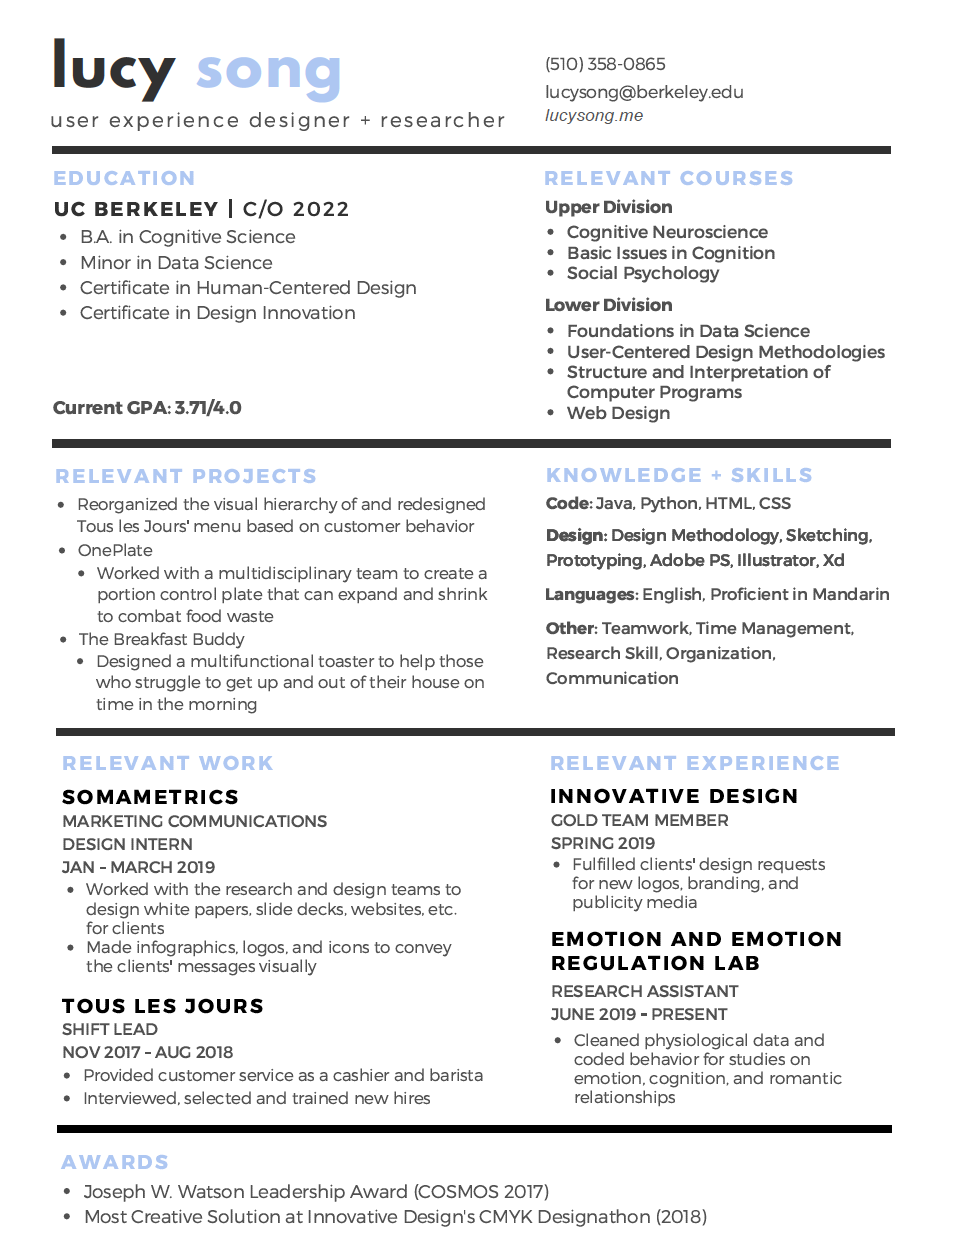 lucy song
user experience designer + researcher
(510) 358-0865
lucysong@berkeley.edu
lucysong.me
EDUCATION
UC BERKELEY | C/O 2022
• B.A. in Cognitive Science
• Minor in Data Science
• Certificate in Human-Centered Design
• Certificate in Design Innovation
Current GPA: 3.71/4.0
RELEVANT COURSES
Upper Division
• Cognitive Neuroscience
• Basic Issues in Cognition
• Social Psychology
Lower Division
• Foundations in Data Science
• User-Centered Design Methodologies
• Structure and Interpretation of
Computer Programs
• Web Design
RELEVANT PROJECTS
• Reorganized the visual hierarchy of and redesigned
Tous les Jours' menu based on customer behavior
• OnePlate
• Worked with a multidisciplinary team to create a
portion control plate that can expand and shrink
to combat food waste
• The Breakfast Buddy
• Designed a multifunctional toaster to help those
who struggle to get up and out of their house on
time in the morning
KNOWLEDGE + SKILLS
Code: Java, Python, HTML, CSS
Design: Design Methodology, Sketching,
Prototyping, Adobe PS, Illustrator, Xd
Languages: English, Proficient in Mandarin
Other: Teamwork, Time Management,
Research Skill, Organization,
Communication
RELEVANT WORK
SOMAMETRICS
MARKETING COMMUNICATIONS
DESIGN INTERN
JAN - MARCH 2019
• Worked with the research and design teams to
design white papers, slide decks, websites, etc.
for clients
• Made infographics, logos, and icons to convey
the clients' messages visually
TOUS LES JOURS
SHIFT LEAD
NOV 2017 - AUG 2018
• Provided customer service as a cashier and barista
• Interviewed, selected and trained new hires
RELEVANT EXPERIENCE
INNOVATIVE DESIGN
GOLD TEAM MEMBER
SPRING 2019
• Fulfilled clients' design requests
for new logos, branding, and
publicity media
EMOTION AND EMOTION
REGULATION LAB
RESEARCH ASSISTANT
JUNE 2019 - PRESENT
• Cleaned physiological data and
coded behavior for studies on
emotion, cognition, and romantic
relationships
AWARDS
• Joseph W. Watson Leadership Award (COSMOS 2017)
• Most Creative Solution at Innovative Design's CMYK Designathon (2018)